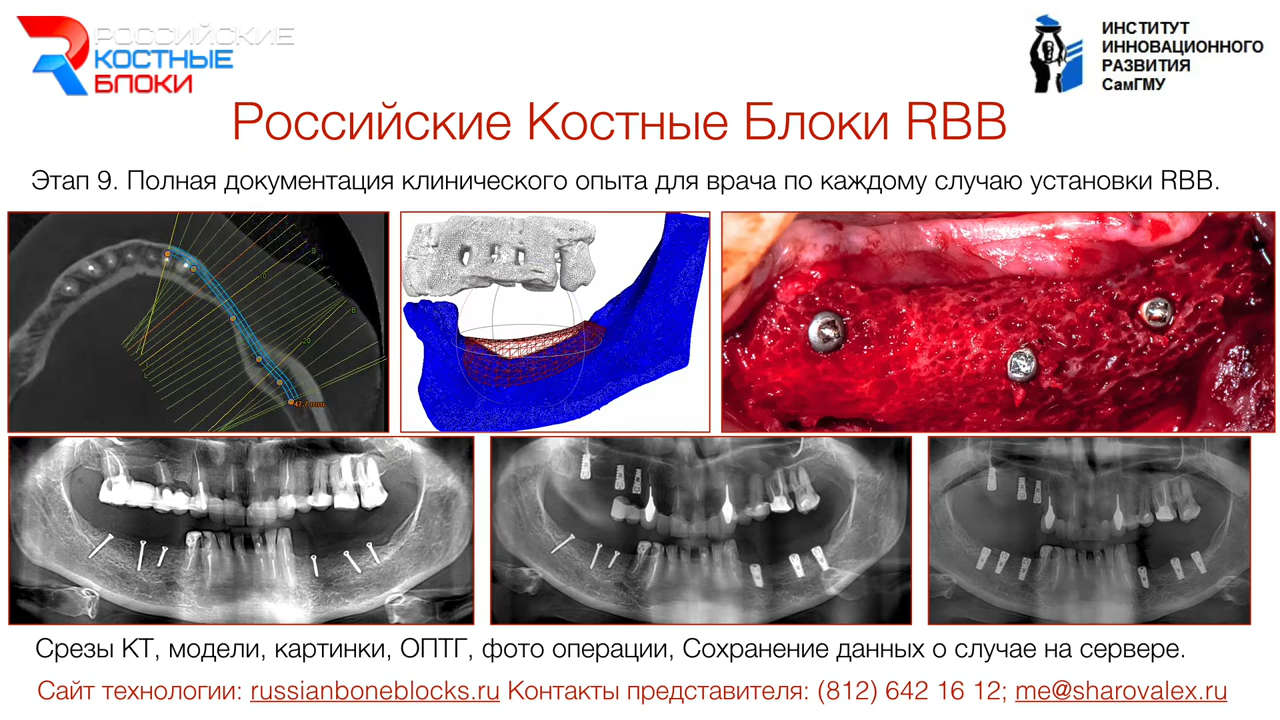 РОССИЙСКИЕ
КОСТНЫЕ
БЛОКИ
ИНСТИТУТ
ИННОВАЦИОННОГО
РАЗВИТИЯ
СамГМУ
Российские Костные Блоки RBB
Этап 9. Полная документация клинического опыта для врача по каждому случаю установки RBB.
47.7 mm
Срезы КТ, модели, картинки, ОПТГ, фото операции, Сохранение данных о случае на сервере.
Сайт технологии: russianboneblocks.ru Контакты представителя: (812) 642 16 12; me@sharovalex.ru